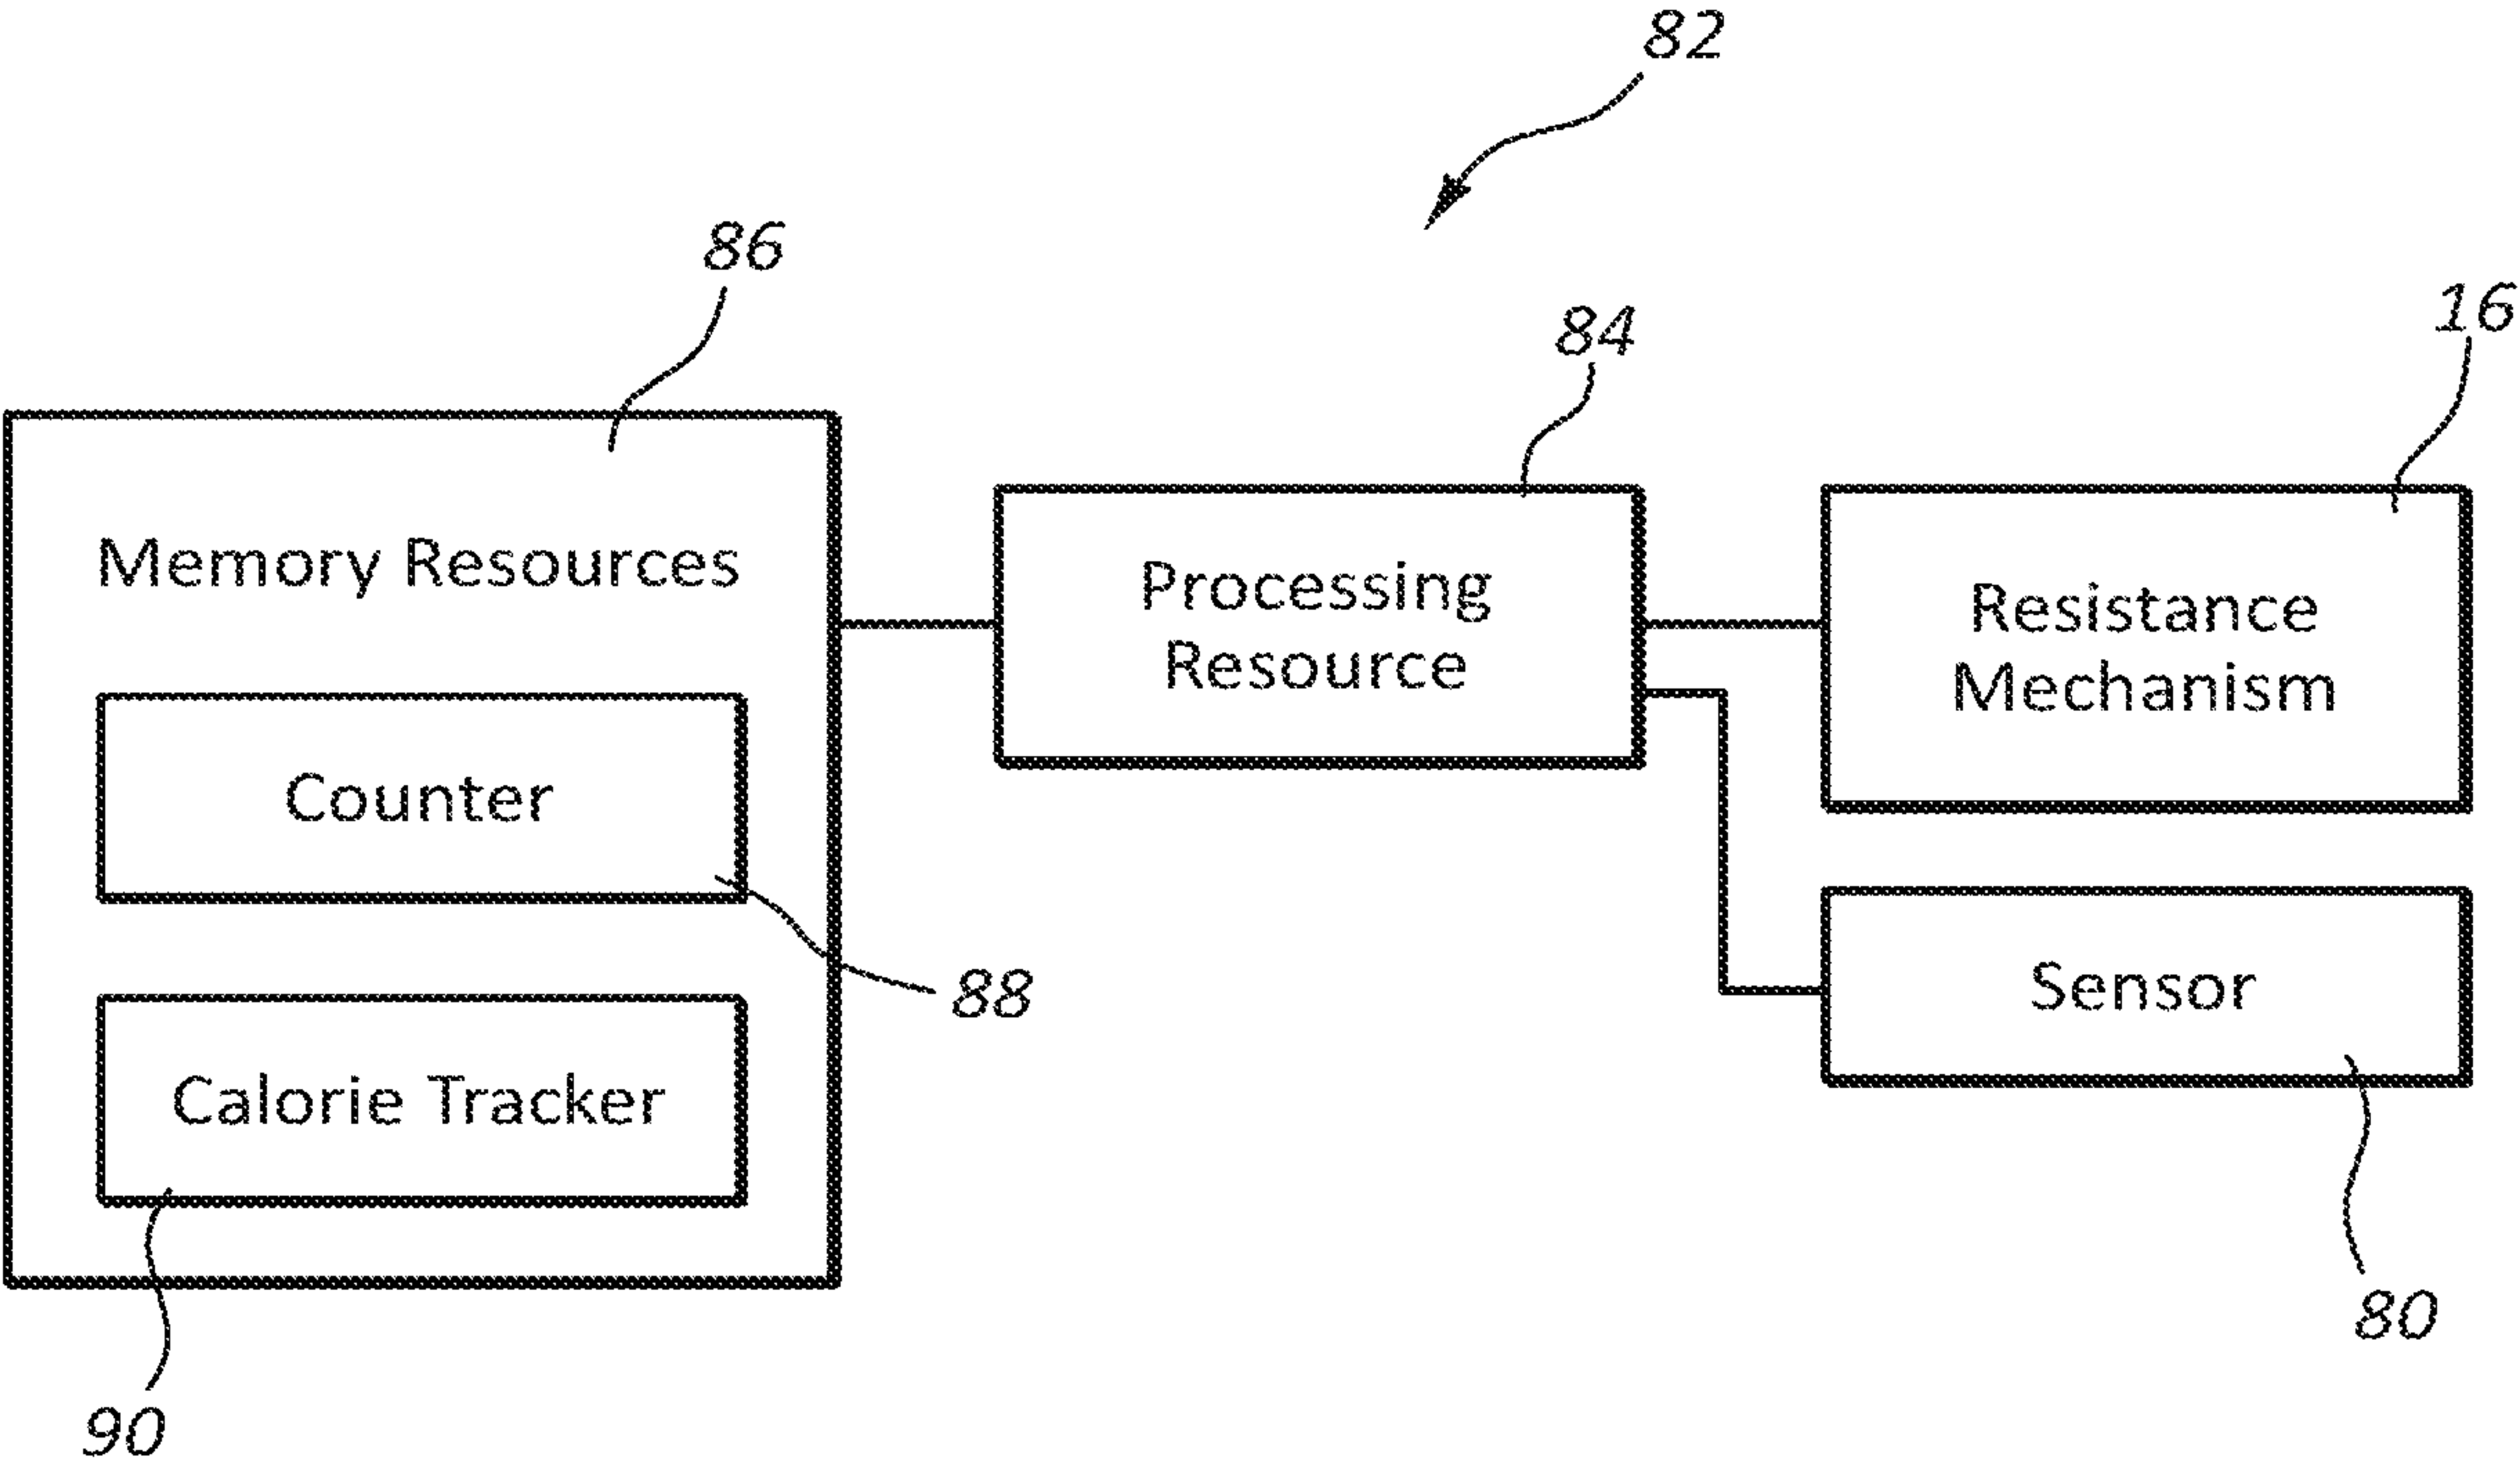 82
86
84
16
Memory Resources
Processing
Resource
Resistance
Mechanism
Counter
88
Sensor
Calorie Tracker
80
90